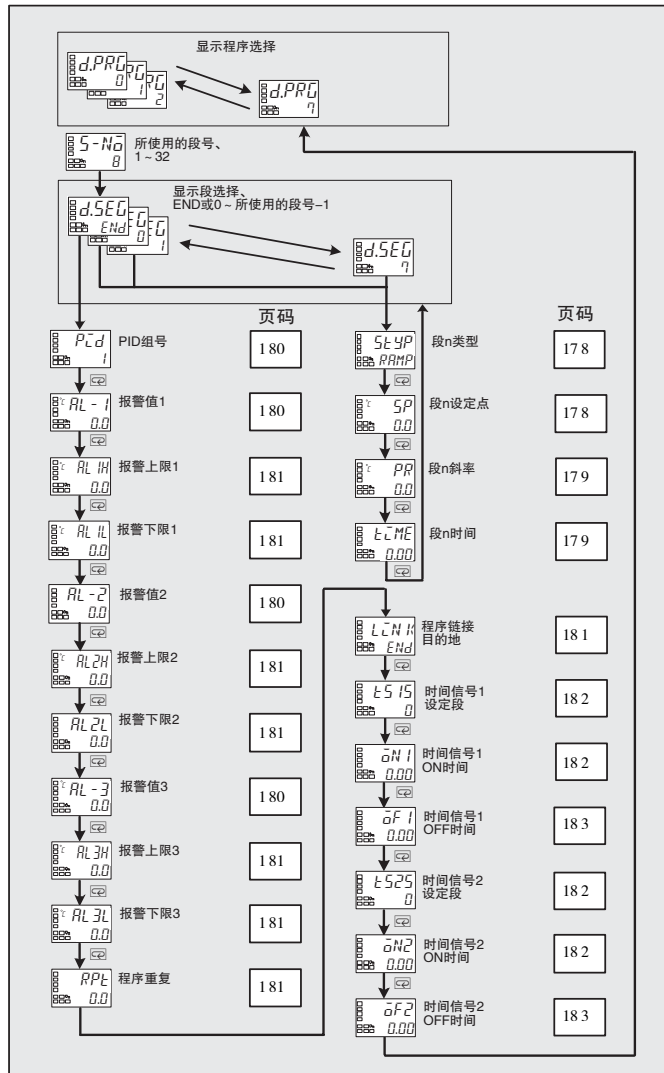 显示程序选择
d.PRG
0
PRG
1
PRG
2
d.PRG
7
S-No
8
所使用的段号、
1~32
显示段选择、
END或0~所使用的段号-1
d.SEG
ENd
EG
0
EG
1
d.SEG
7
页码
Pid
1
PID组号
180
℃
AL-1
0.0
报警值1
180
℃
AL1H
0.0
报警上限1
181
℃
AL1L
0.0
报警下限1
181
AL-2
0.0
报警值2
180
℃
AL2H
0.0
报警上限2
181
AL2L
0.0
报警下限2
181
℃
AL-3
0.0
报警值3
180
℃
AL3H
0.0
报警上限3
181
℃
AL3L
0.0
报警下限3
181
RPt
0.0
程序重复
181
页码
StYP
RAMP
段n类型
178
℃
SP
0.0
段n设定点
178
℃
PR
0.0
段n斜率
179
tiME
0.00
段n时间
179
LiNK
ENd
程序链接
目的地
181
tS1S
0
时间信号1
设定段
182
oN1
0.00
时间信号1
ON时间
182
oF1
0.00
时间信号1
OFF时间
183
tS2S
0
时间信号2
设定段
182
oN2
0.00
时间信号2
ON时间
182
oF2
0.00
时间信号2
OFF时间
183